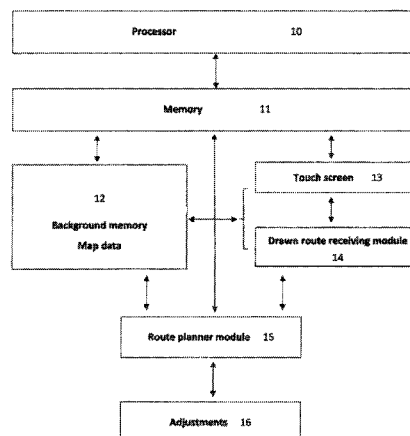 Processor 10
Memory 11
12
Background memory
Map data
Touch screen 13
Drawn route receiving module
14
Route planner module 15
Adjustments 16